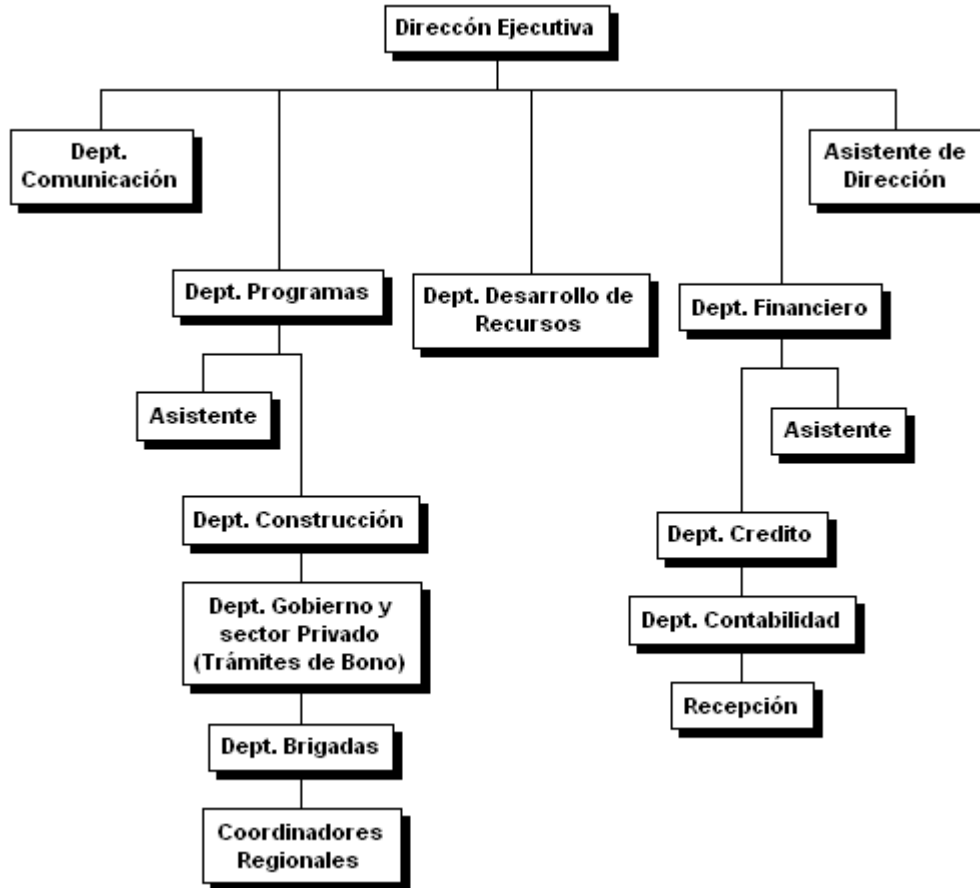 Direccón Ejecutiva
Dept.
Comunicación
Asistente de
Dirección
Dept. Programas
Dept. Desarrollo de
Recursos
Dept. Financiero
Asistente
Asistente
Dept. Construcción
Dept. Credito
Dept. Gobierno y
sector Privado
(Trámites de Bono)
Dept. Contabilidad
Recepción
Dept. Brigadas
Coordinadores
Regionales